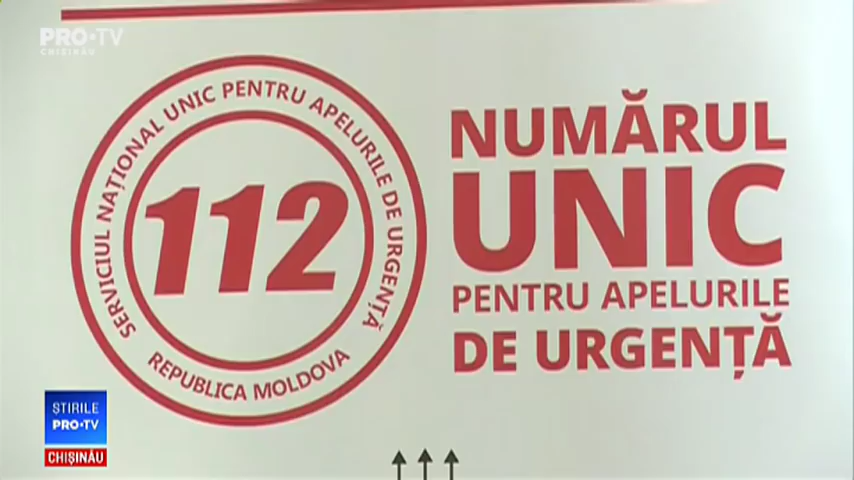 PRO•TV
CHIȘINĂU
SERVICIUL NAȚIONAL UNIC PENTRU APELURILE DE URGENȚĂ
112
REPUBLICA MOLDOVA
NUMĂRUL
UNIC
PENTRU APELURILE
DE URGENȚĂ
ȘTIRILE
PRO•TV
CHIȘINĂU